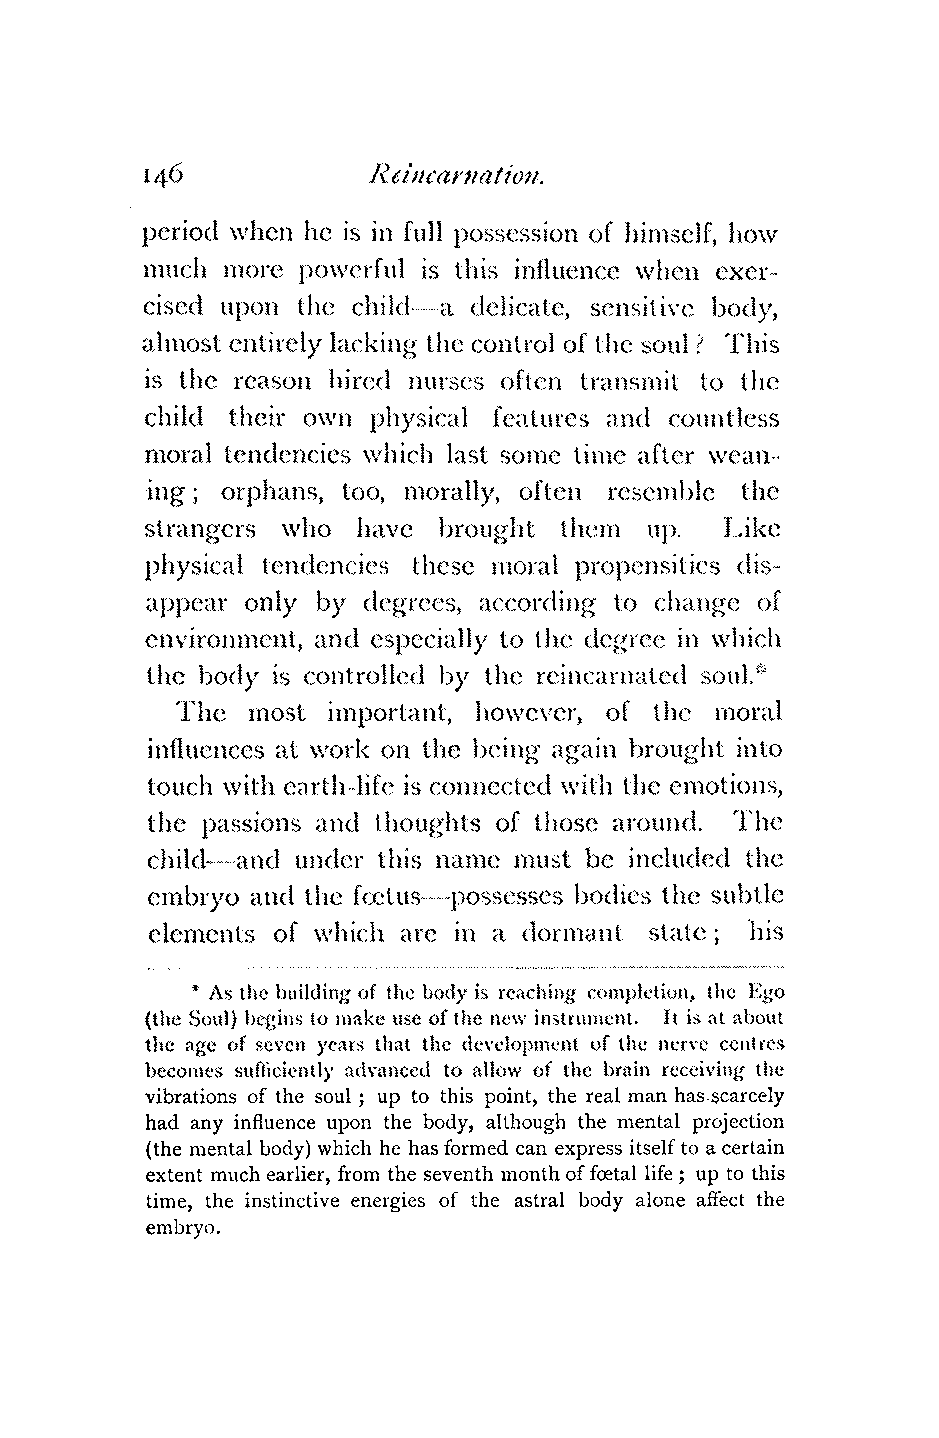 146 Reincarnation.
period when he is in full possession of himself, how
much more powerful is this influence when exer-
cised upon the child—a delicate, sensitive body,
almost entirely lacking the control of the soul? This
is the reason hired nurses often transmit to the
child their own physical features and countless
moral tendencies which last some time after wean-
ing; orphans, too, morally, often resemble the
strangers who have brought them up. Like
physical tendencies these moral propensities dis-
appear only by degrees, according to change of
environment, and especially to the degree in which
the body is controlled by the reincarnated soul.*
The most important, however, of the moral
influences at work on the being again brought into
touch with earth-life is connected with the emotions,
the passions and thoughts of those around. The
child—and under this name must be included the
embryo and the fœtus—possesses bodies the subtle
elements of which are in a dormant state; his
* As the building of the body is reaching completion, the Ego
(the Soul) begins to make use of the new instrument. It is at about
the age of seven years that the development of the nerve centres
becomes sufficiently advanced to allow of the brain receiving the
vibrations of the soul; up to this point, the real man has scarcely
had any influence upon the body, although the mental projection
(the mental body) which he has formed can express itself to a certain
extent much earlier, from the seventh month of fœtal life; up to this
time, the instinctive energies of the astral body alone affect the
embryo.